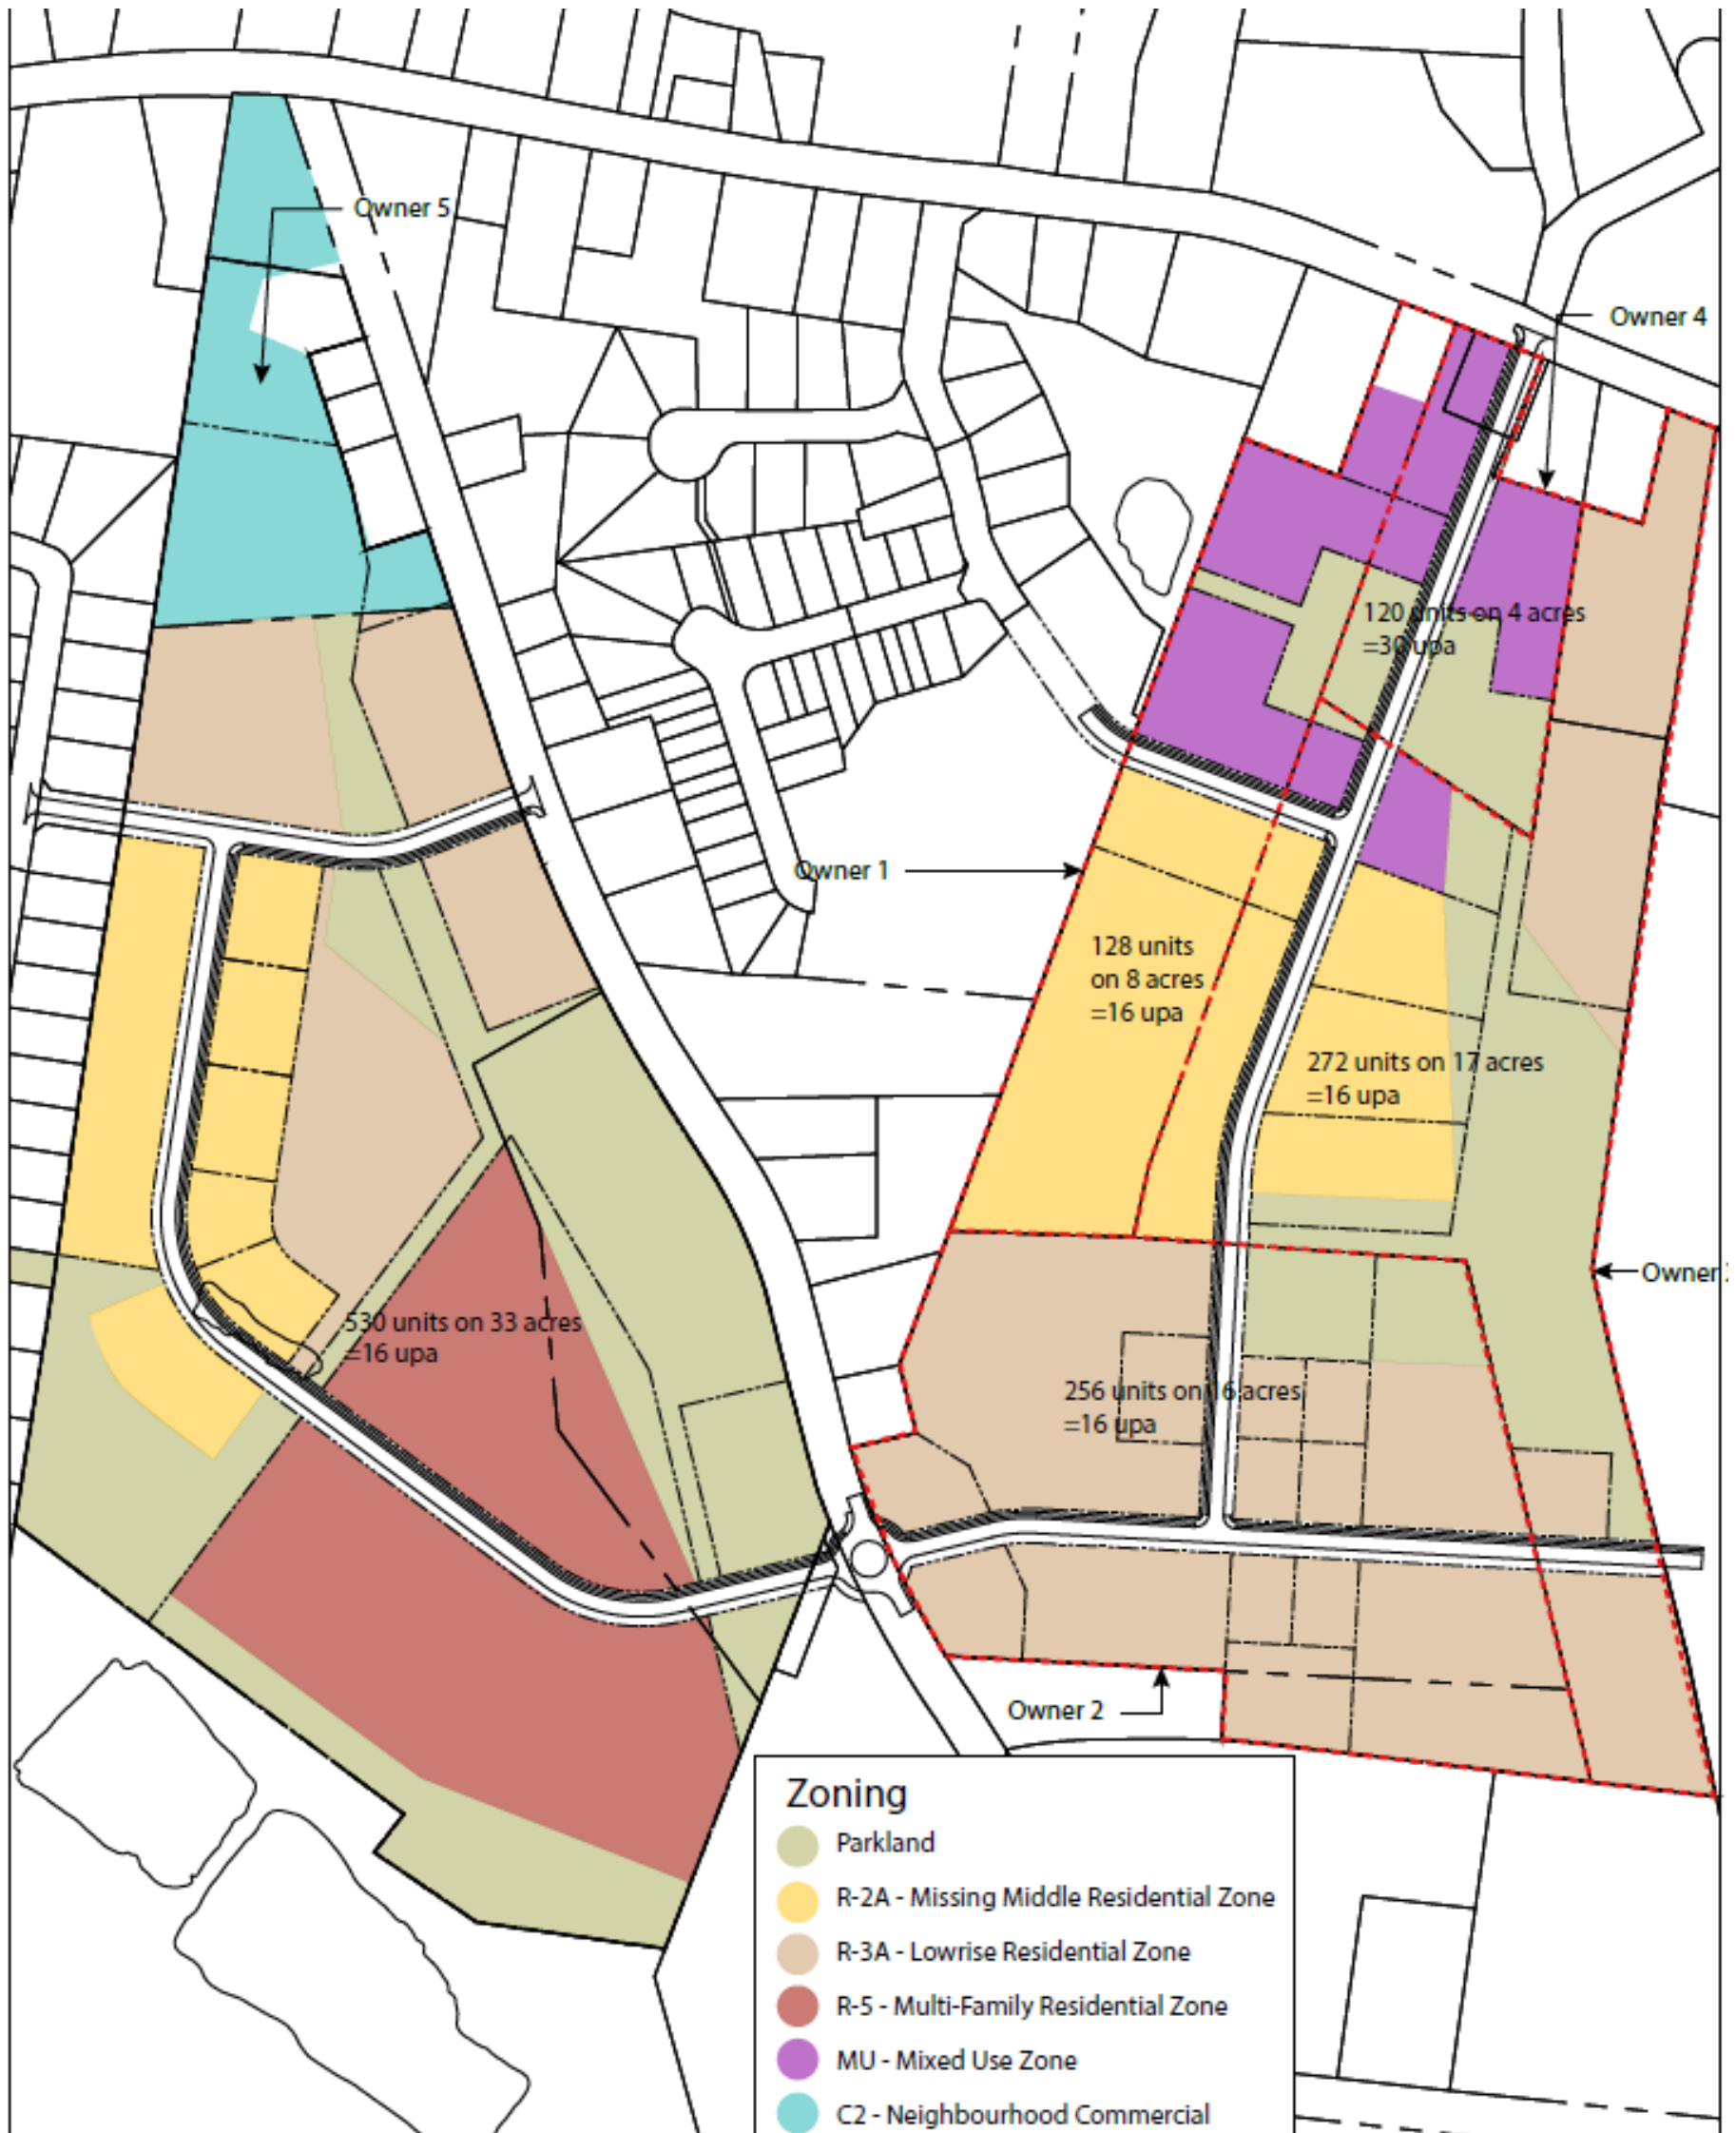 Owner 5
Owner 4
120 units on 4 acres
=30 upa
Owner 1
128 units
on 8 acres
=16 upa
272 units on 17 acres
=16 upa
Owner
530 units on 33 acres
=16 upa
256 units on 16 acres
=16 upa
Owner 2
Zoning
Parkland
R-2A - Missing Middle Residential Zone
R-3A - Lowrise Residential Zone
R-5 - Multi-Family Residential Zone
MU - Mixed Use Zone
C2 - Neighbourhood Commercial